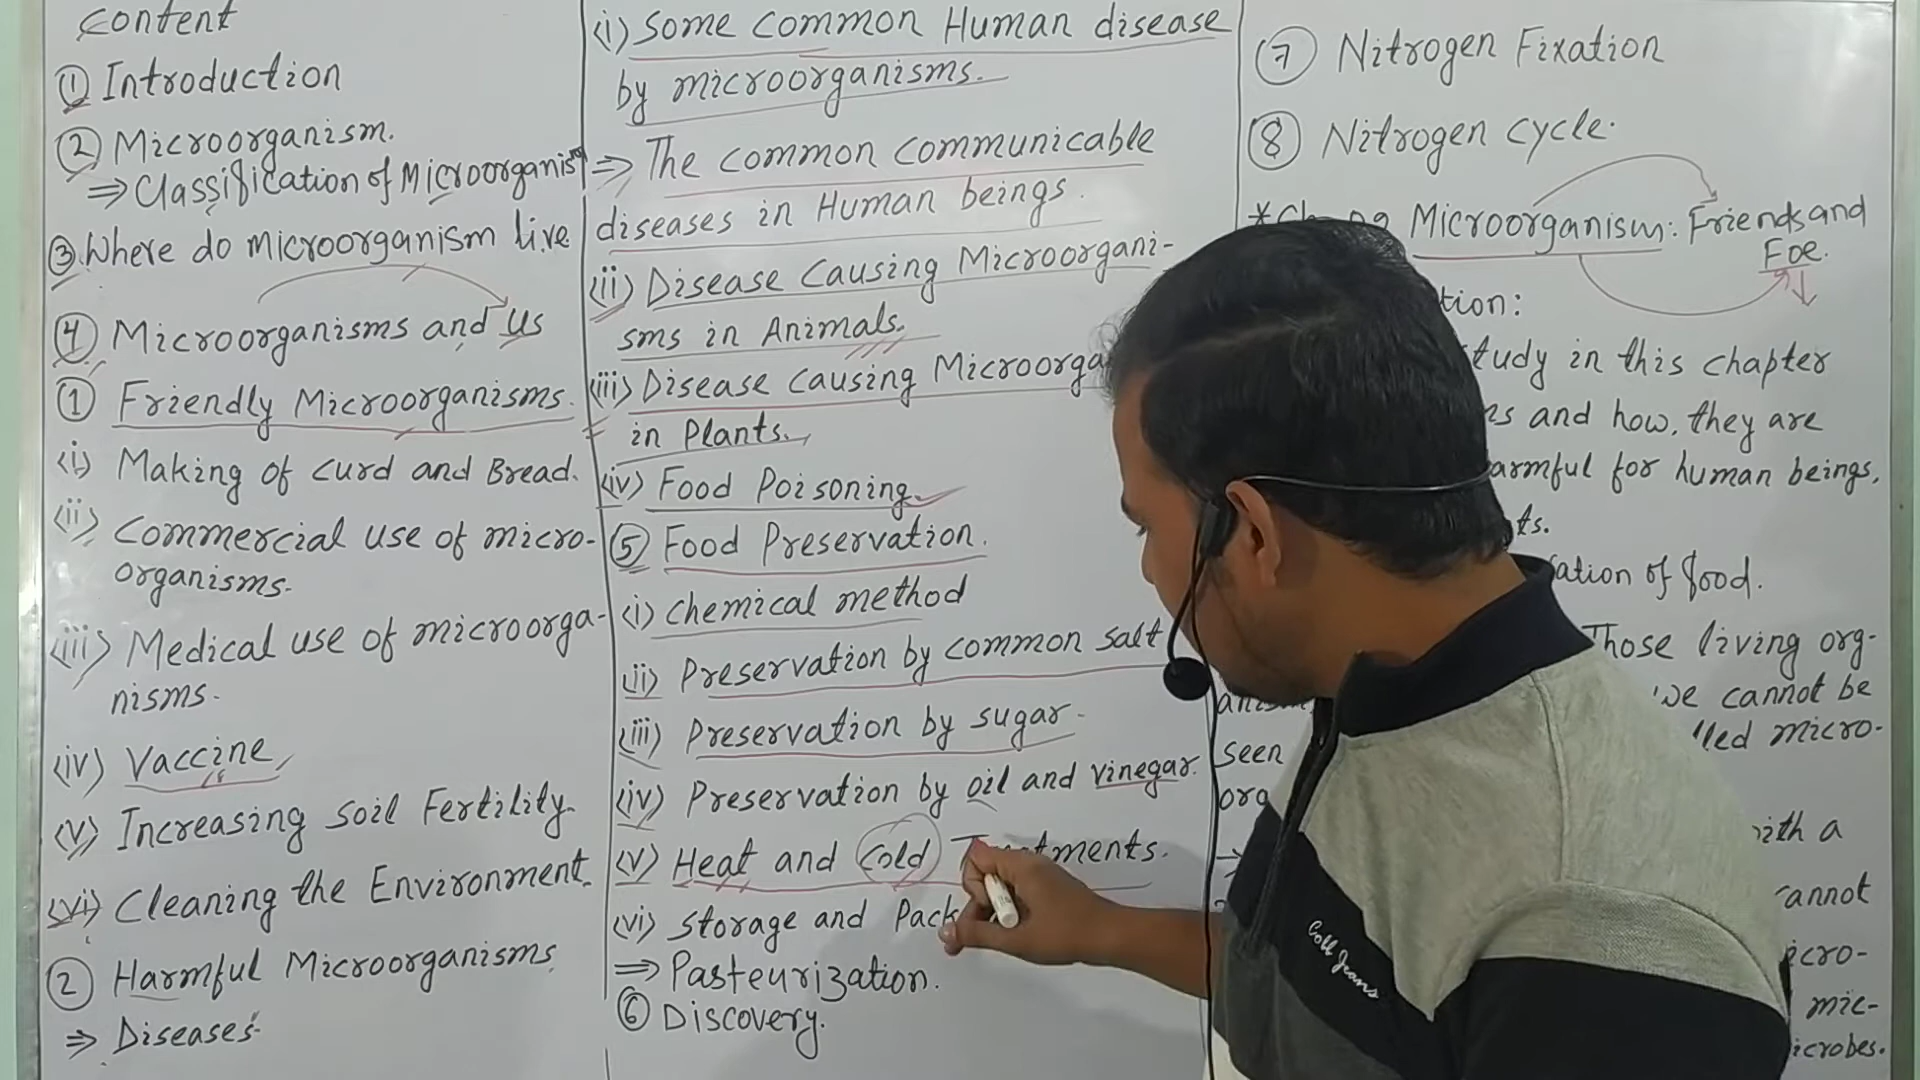 Content
① Introduction
② Microorganism.
⇒ Classification of Microorganism
③ Where do microorganism live
④ Microorganisms and us
① Friendly Microorganisms.
(i) Making of curd and Bread.
(ii) Commercial use of micro-
organisms.
(iii) Medical use of microorga-
nisms.
(iv) Vaccine
(v) Increasing soil Fertility.
(vi) Cleaning the Environment.
② Harmful Microorganisms
⇒ Diseases
(i) Some common Human disease
by microorganisms.
⇒ The common communicable
diseases in Human beings.
(ii) Disease Causing Microorgani-
sms in Animals.
(iii) Disease causing Microorga
in Plants.
(iv) Food Poisoning.
⑤ Food Preservation.
(i) Chemical method
(ii) Preservation by common salt
(iii) Preservation by sugar.
(iv) Preservation by oil and vinegar.
(v) Heat and cold Treatments.
(vi) Storage and Pack
⇒ Pasteurization.
⑥ Discovery.
⑦ Nitrogen Fixation
⑧ Nitrogen cycle.
Microorganism: Friends and
Foe.
tion:
tudy in this chapter
ns and how, they are
armful for human beings,
ts.
ation of food.
Those living org-
we cannot be
seen lled micro-
org
with a
annot
icro-
mic-
icrobes.
Coll Jeans